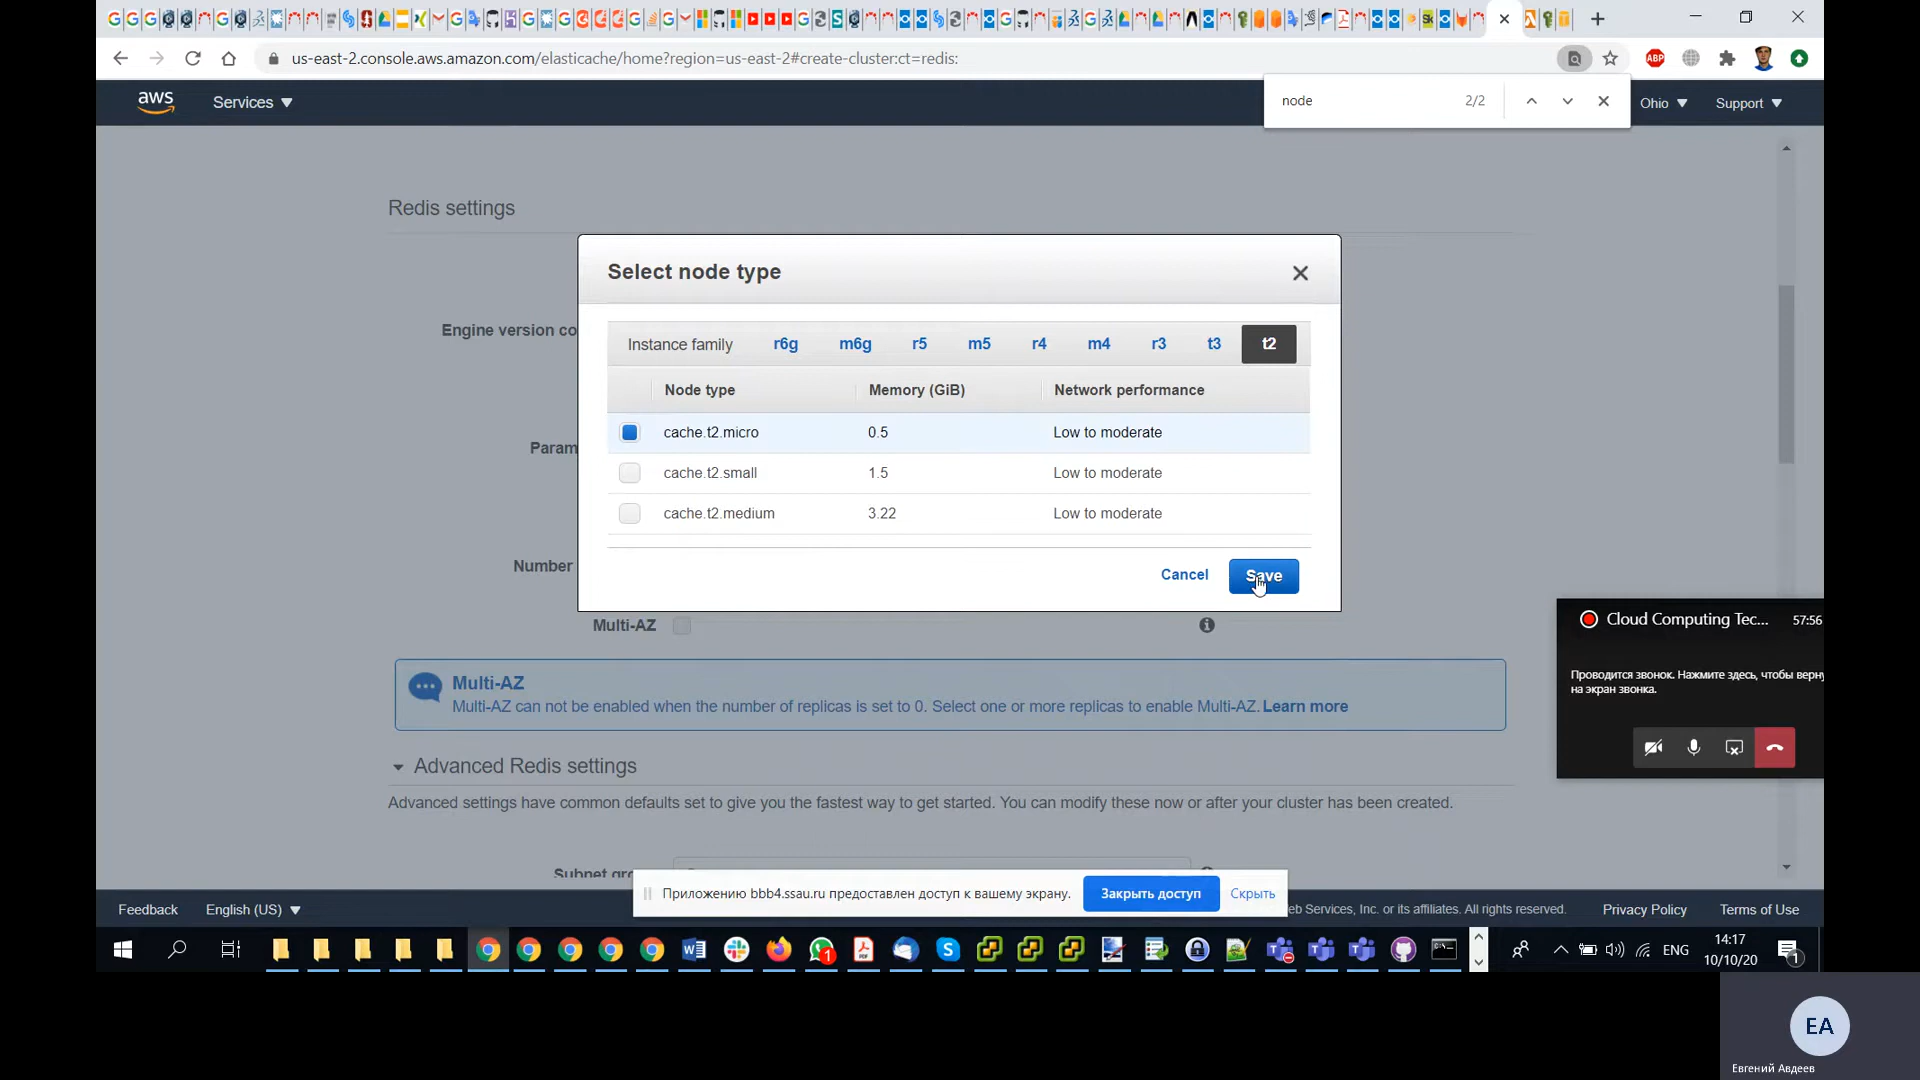 us-east-2.console.aws.amazon.com/elasticache/home?region=us-east-2#create-cluster:ct=redis:
ABP
node
2/2
aws
Services
Ohio
Support
Redis settings
Select node type
Instance family
r6g
m6g
r5
m5
r4
m4
r3
t3
t2
Node type
Memory (GiB)
Network performance
cache.t2.micro
0.5
Low to moderate
cache.t2.small
1.5
Low to moderate
cache.t2.medium
3.22
Low to moderate
Cancel
Save
Engine version co
Param
Number
Multi-AZ
Multi-AZ
Multi-AZ can not be enabled when the number of replicas is set to 0. Select one or more replicas to enable Multi-AZ. Learn more
Advanced Redis settings
Advanced settings have common defaults set to give you the fastest way to get started. You can modify these now or after your cluster has been created.
Subnet gro
Cloud Computing Tec...
57:56
Проводится звонок. Нажмите здесь, чтобы верну
на экран звонка.
Приложению bbb4.ssau.ru предоставлен доступ к вашему экрану.
Закрыть доступ
Скрыть
Feedback
English (US)
eb Services, Inc. or its affiliates. All rights reserved.
Privacy Policy
Terms of Use
ENG
14:17
10/10/20
1
1
EA
Евгений Авдеев